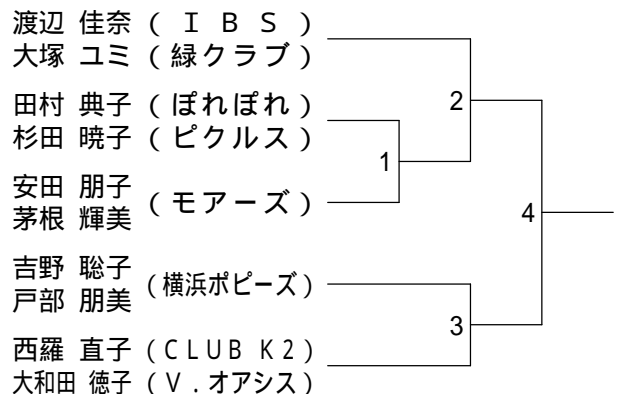 渡辺 佳奈 ( I B S )
大塚 ユミ ( 緑クラブ )
2
田村 典子 ( ぽれぽれ )
杉田 暁子 ( ピクルス )
1
安田 朋子
茅根 輝美 ( モアーズ )
4
吉野 聡子
戸部 朋美 ( 横浜ポピーズ )
3
西羅 直子 ( CLUB K2 )
大和田 徳子 ( V . オアシス )